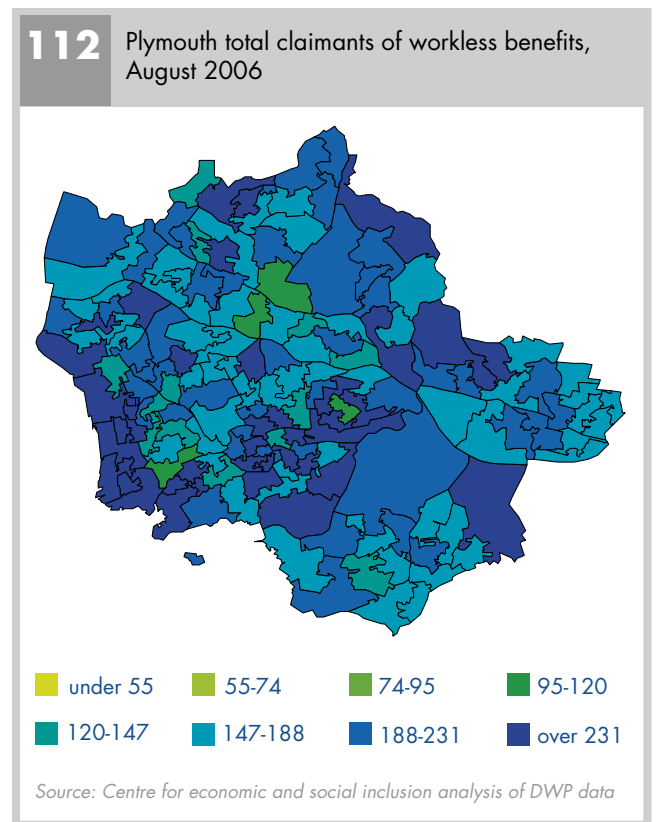 112
Plymouth total claimants of workless benefits,
August 2006
under 55
55-74
74-95
95-120
120-147
147-188
188-231
over 231
Source: Centre for economic and social inclusion analysis of DWP data